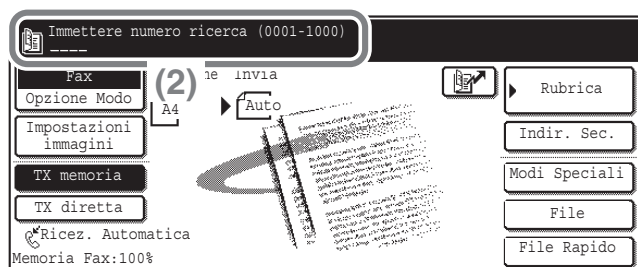 Immettere numero ricerca (0001-1000)
----
Fax
(2)
ne Invia
Opzione Modo
A4
Auto
Rubrica
Impostazioni
immagini
Indir. Sec.
TX memoria
Modi Speciali
TX diretta
File
Ricez. Automatica
File Rapido
Memoria Fax:100%